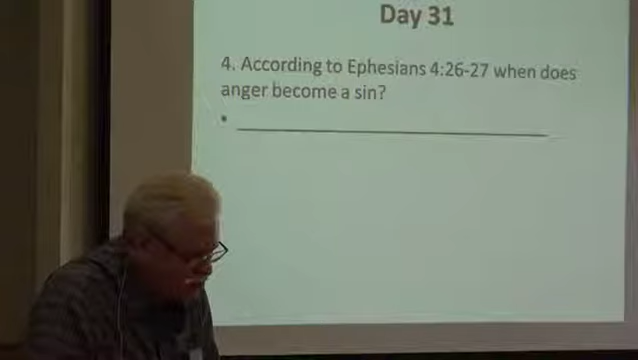 Day 31
4. According to Ephesians 4:26-27 when does
anger become a sin?